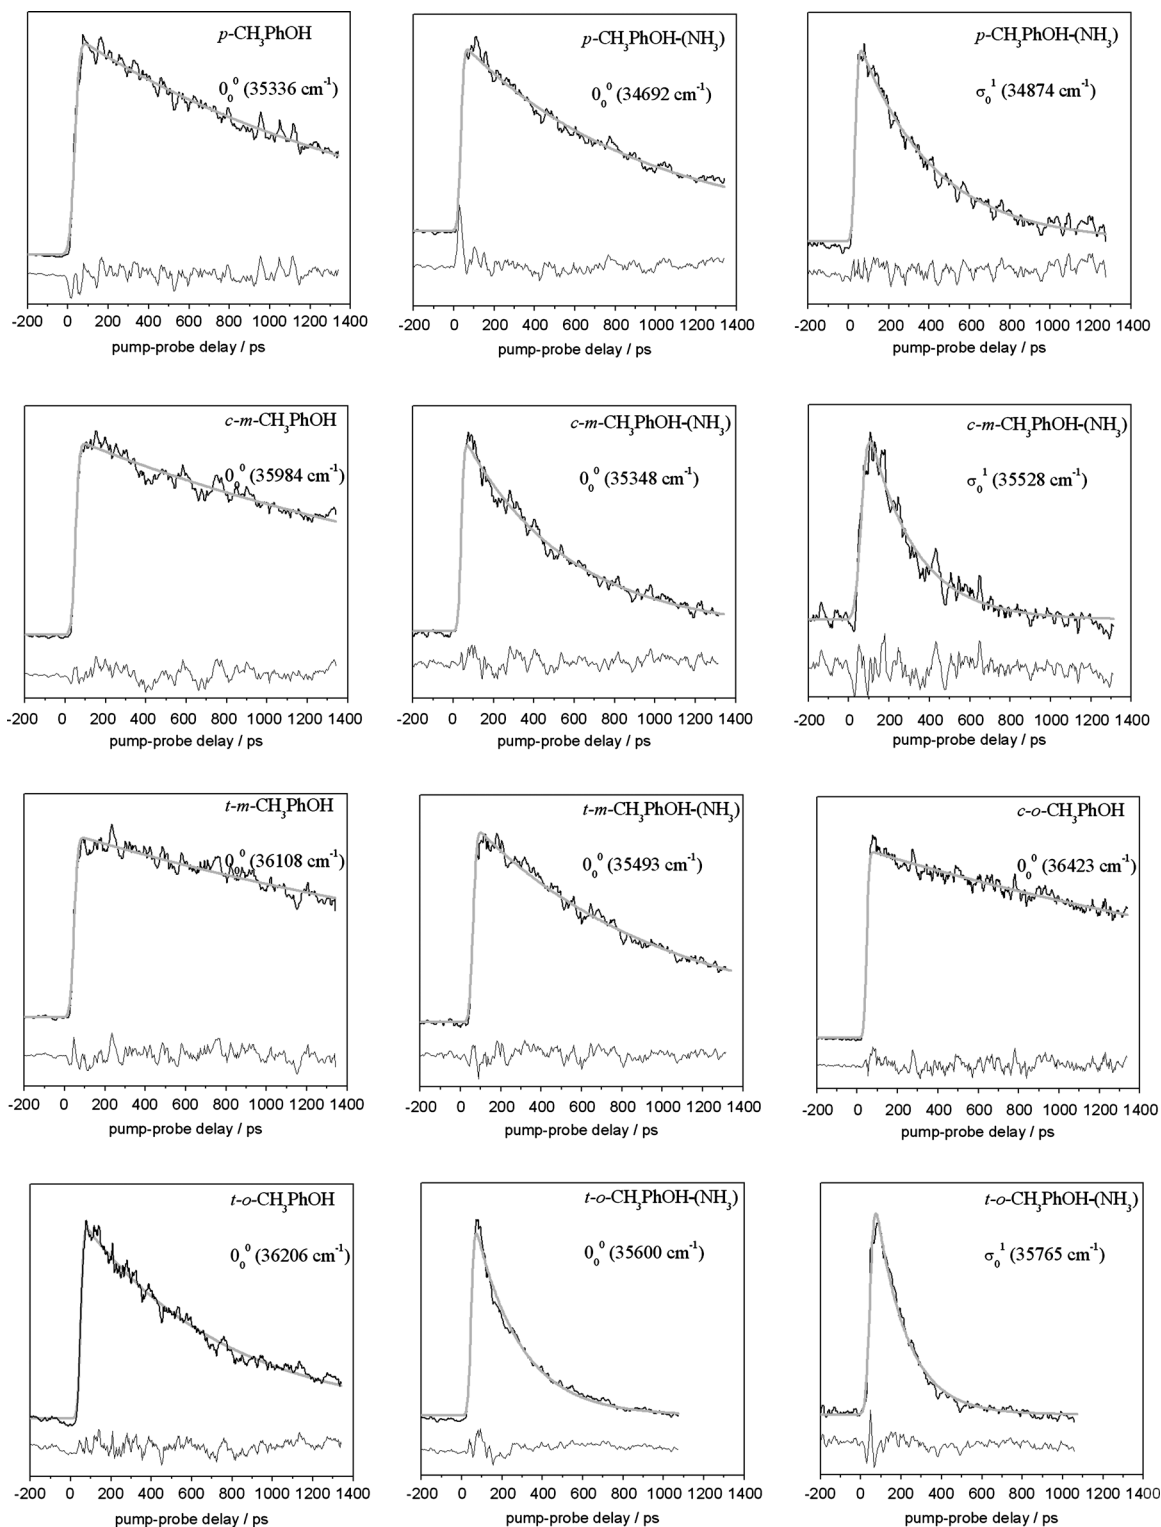 p-CH₃PhOH
0₀⁰ (35336 cm⁻¹)
-200 0 200 400 600 800 1000 1200 1400
pump-probe delay / ps
p-CH₃PhOH-(NH₃)
0₀⁰ (34692 cm⁻¹)
-200 0 200 400 600 800 1000 1200 1400
pump-probe delay / ps
p-CH₃PhOH-(NH₃)
σ₀¹ (34874 cm⁻¹)
-200 0 200 400 600 800 1000 1200 1400
pump-probe delay / ps
c-m-CH₃PhOH
0₀⁰ (35984 cm⁻¹)
-200 0 200 400 600 800 1000 1200 1400
pump-probe delay / ps
c-m-CH₃PhOH-(NH₃)
0₀⁰ (35348 cm⁻¹)
-200 0 200 400 600 800 1000 1200 1400
pump-probe delay / ps
c-m-CH₃PhOH-(NH₃)
σ₀¹ (35528 cm⁻¹)
-200 0 200 400 600 800 1000 1200 1400
pump-probe delay / ps
t-m-CH₃PhOH
0₀⁰ (36108 cm⁻¹)
-200 0 200 400 600 800 1000 1200 1400
pump-probe delay / ps
t-m-CH₃PhOH-(NH₃)
0₀⁰ (35493 cm⁻¹)
-200 0 200 400 600 800 1000 1200 1400
pump-probe delay / ps
c-o-CH₃PhOH
0₀⁰ (36423 cm⁻¹)
-200 0 200 400 600 800 1000 1200 1400
pump-probe delay / ps
t-o-CH₃PhOH
0₀⁰ (36206 cm⁻¹)
-200 0 200 400 600 800 1000 1200 1400
pump-probe delay / ps
t-o-CH₃PhOH-(NH₃)
0₀⁰ (35600 cm⁻¹)
-200 0 200 400 600 800 1000 1200 1400
pump-probe delay / ps
t-o-CH₃PhOH-(NH₃)
σ₀¹ (35765 cm⁻¹)
-200 0 200 400 600 800 1000 1200 1400
pump-probe delay / ps